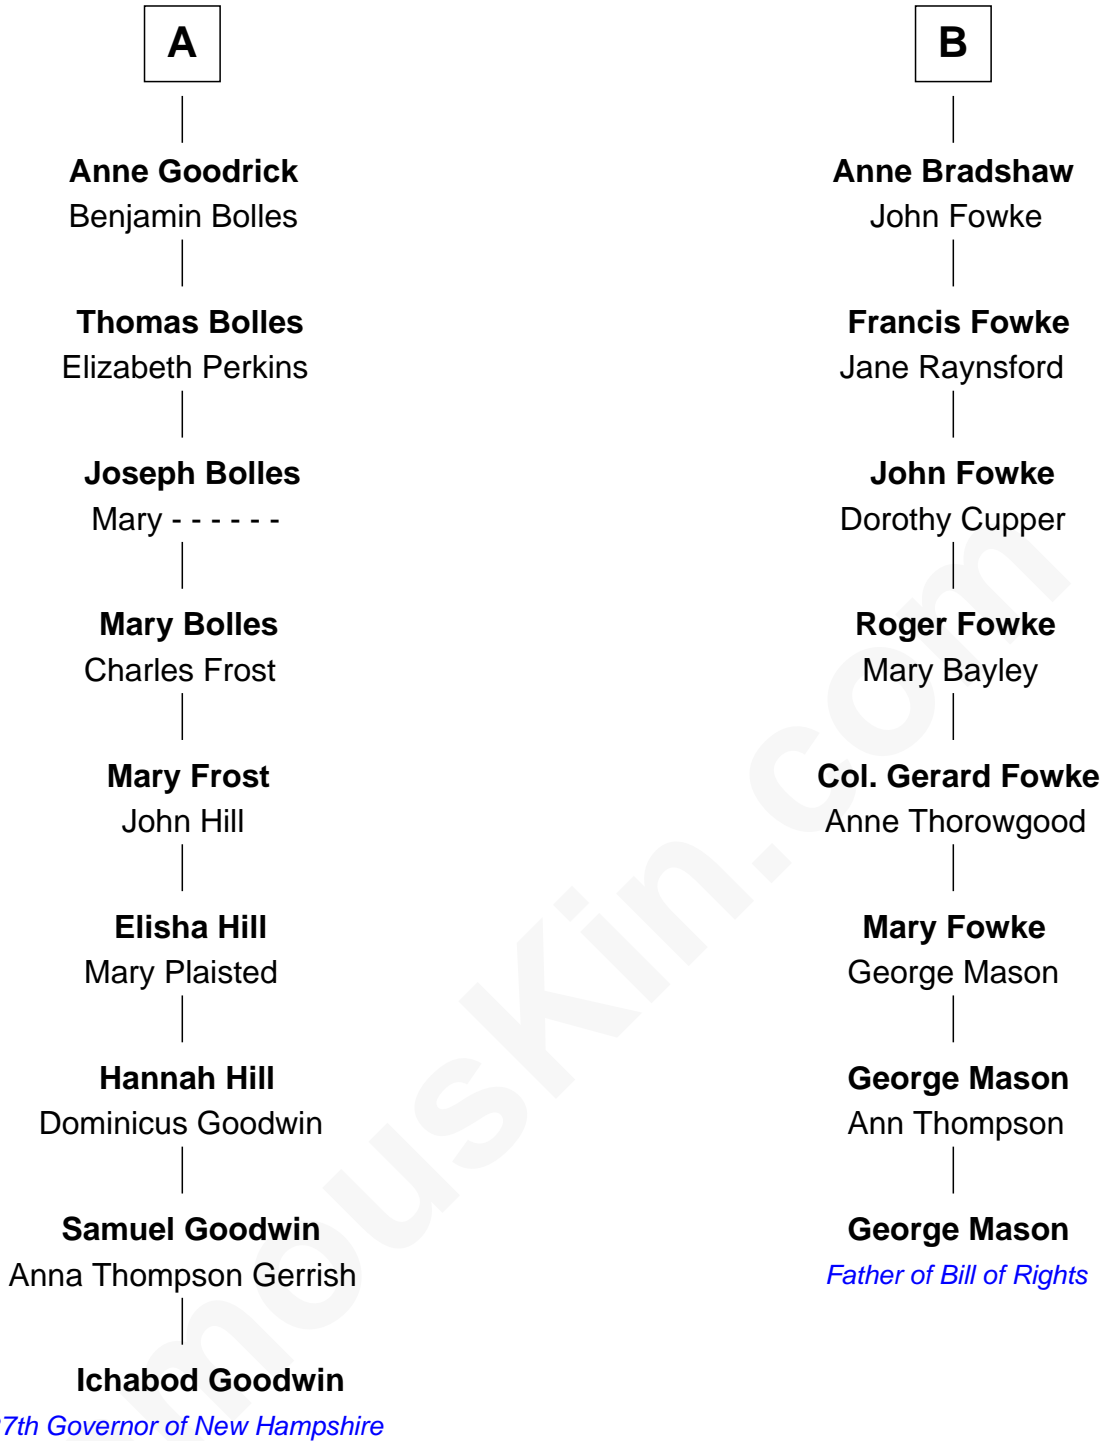 A
Anne Goodrick
Benjamin Bolles
Thomas Bolles
Elizabeth Perkins
Joseph Bolles
Mary - - - - - -
Mary Bolles
Charles Frost
Mary Frost
John Hill
Elisha Hill
Mary Plaisted
Hannah Hill
Dominicus Goodwin
Samuel Goodwin
Anna Thompson Gerrish
Ichabod Goodwin
7th Governor of New Hampshire
B
Anne Bradshaw
John Fowke
Francis Fowke
Jane Raynsford
John Fowke
Dorothy Cupper
Roger Fowke
Mary Bayley
Col. Gerard Fowke
Anne Thorowgood
Mary Fowke
George Mason
George Mason
Ann Thompson
George Mason
Father of Bill of Rights
mousKin.com